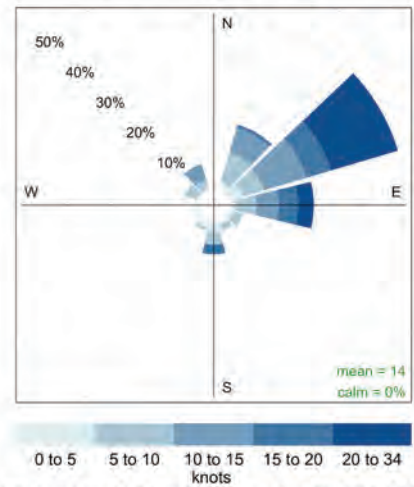 N
50%
40%
30%
20%
10%
W
E
S
mean = 14
calm = 0%
0 to 5 5 to 10 10 to 15 15 to 20 20 to 34
knots